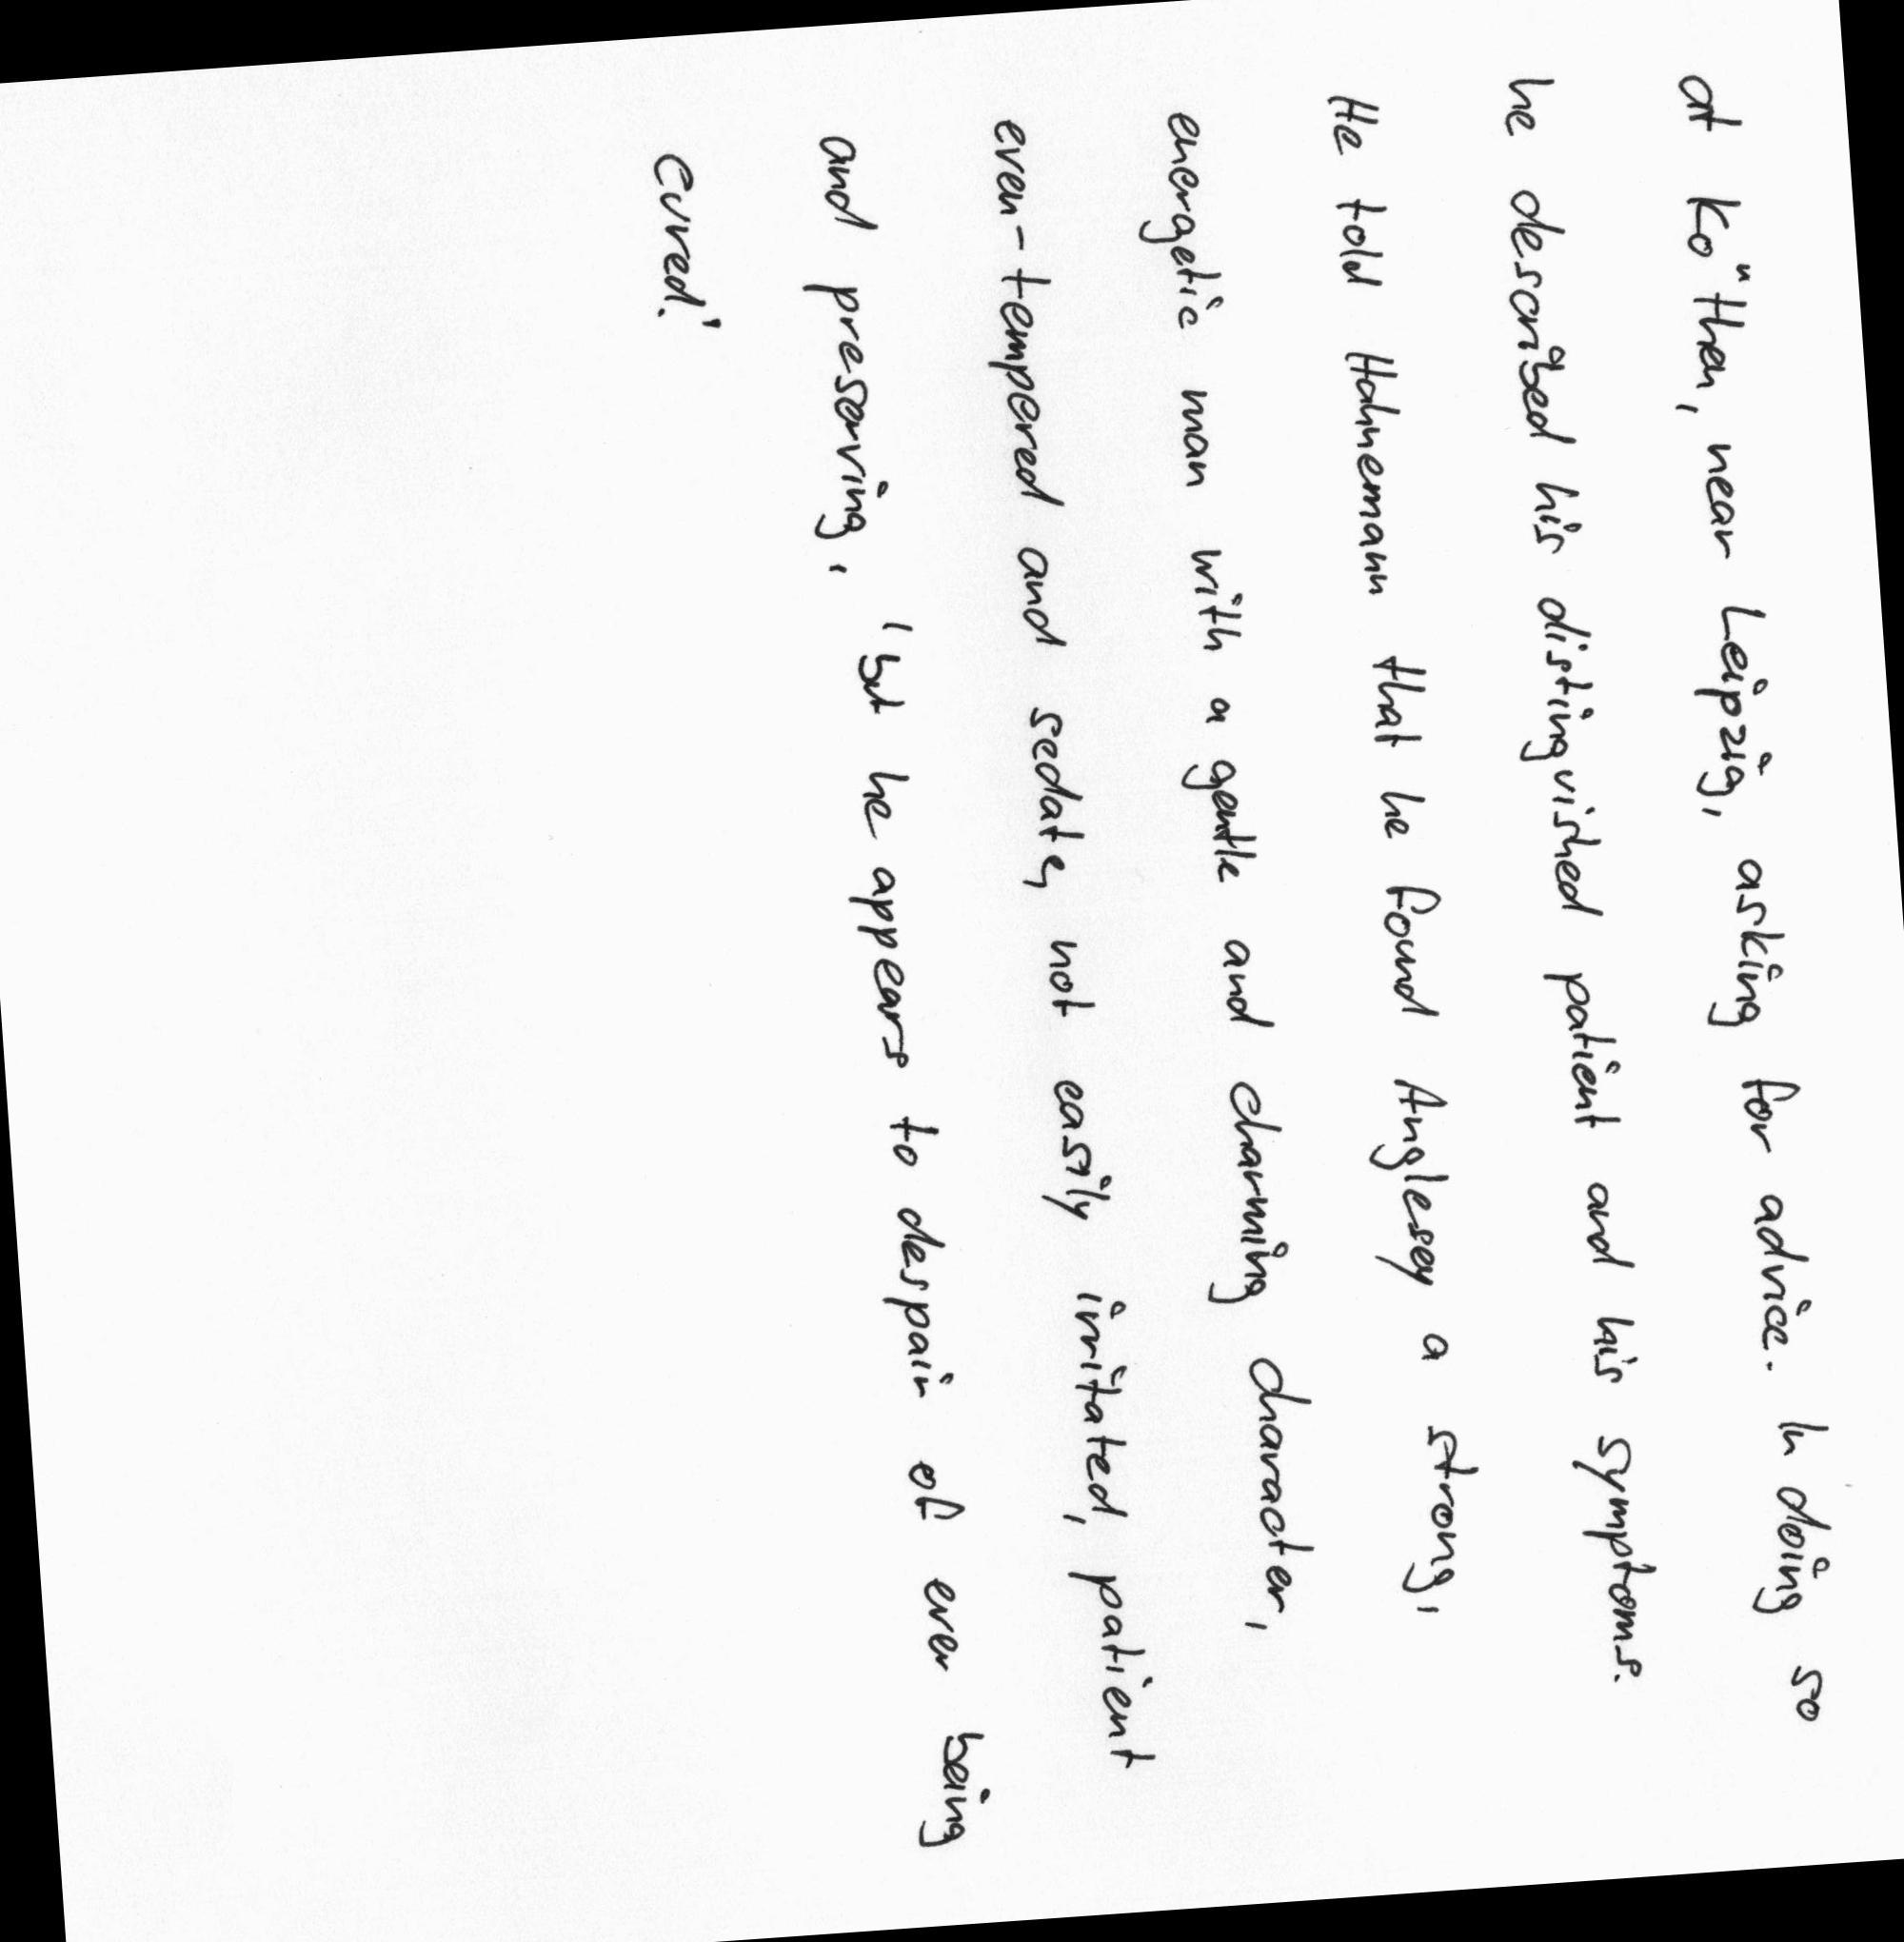 at Ko"then, near Leipzig, asking for advice. In doing so
he described his distinguished patient and his symptoms.
He told Hahnemann that he found Anglesey a strong,
energetic man with a gentle and charming character,
even-tempered and sedate, not easily irritated, patient
and preserving, 'but he appears to despair of ever being
cured.'